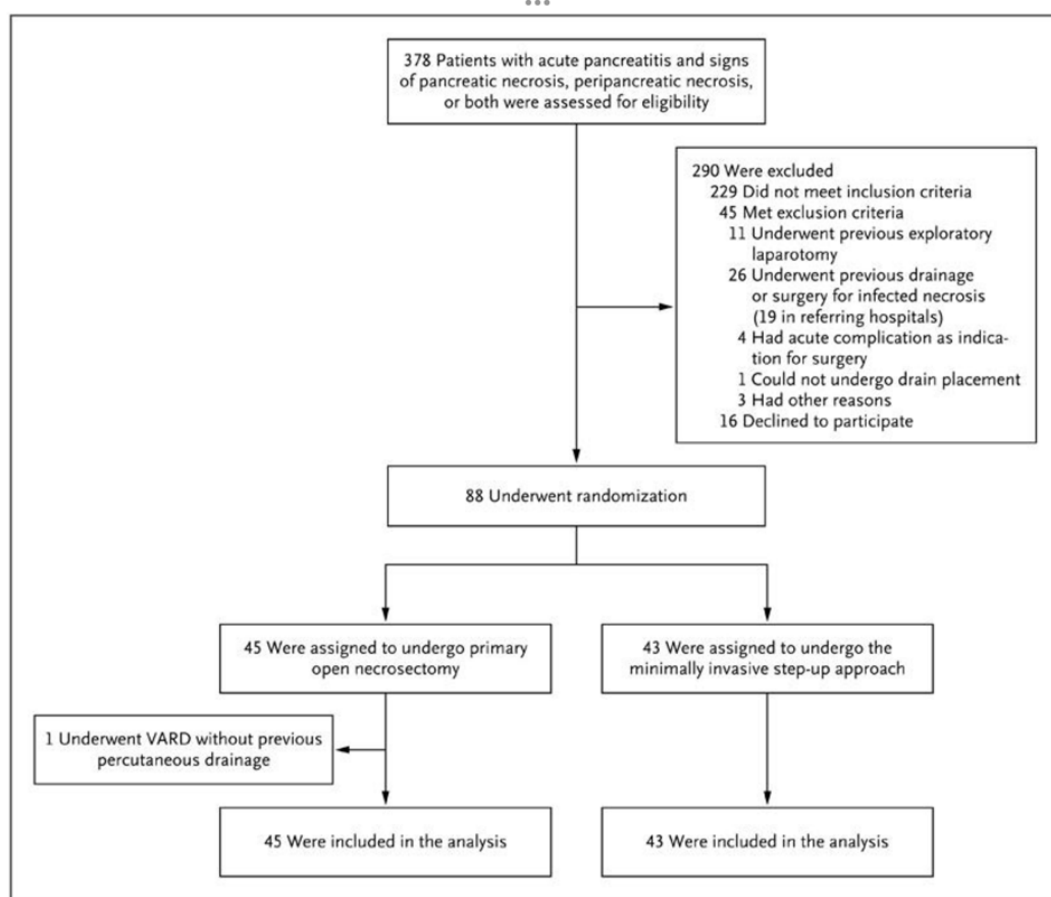 378 Patients with acute pancreatitis and signs
of pancreatic necrosis, peripancreatic necrosis,
or both were assessed for eligibility
290 Were excluded
229 Did not meet inclusion criteria
45 Met exclusion criteria
11 Underwent previous exploratory
laparotomy
26 Underwent previous drainage
or surgery for infected necrosis
(19 in referring hospitals)
4 Had acute complication as indica-
tion for surgery
1 Could not undergo drain placement
3 Had other reasons
16 Declined to participate
88 Underwent randomization
45 Were assigned to undergo primary
open necrosectomy
43 Were assigned to undergo the
minimally invasive step-up approach
1 Underwent VARD without previous
percutaneous drainage
45 Were included in the analysis
43 Were included in the analysis